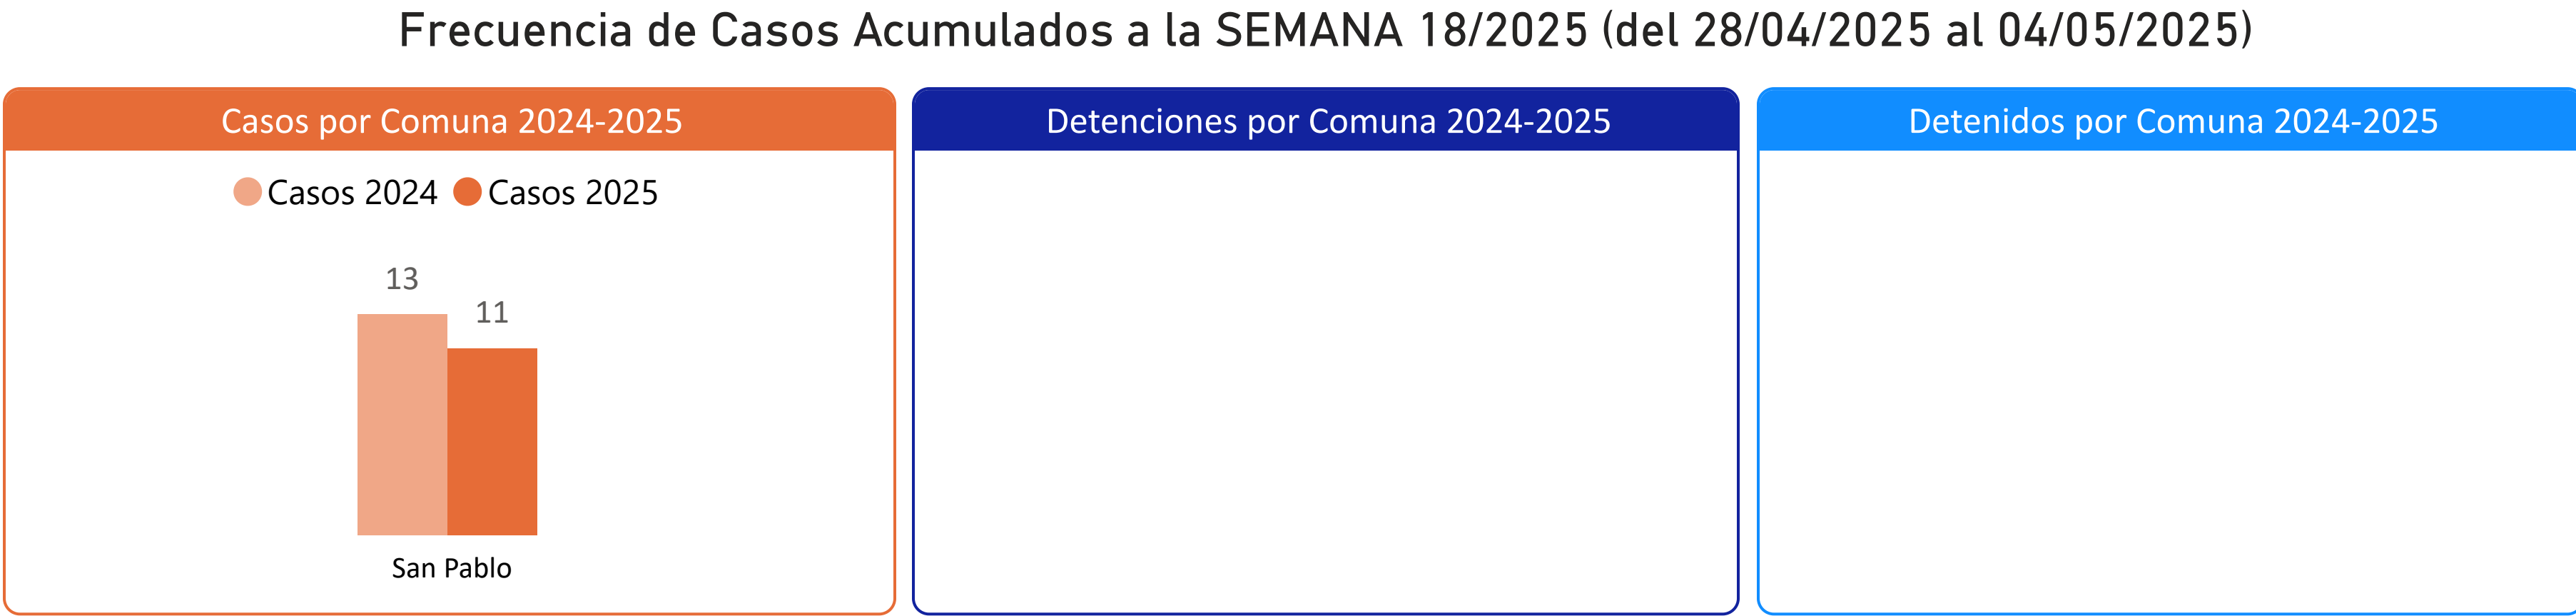 Frecuencia de Casos Acumulados a la SEMANA 18/2025 (del 28/04/2025 al 04/05/2025)
Casos por Comuna 2024-2025
Casos 2024 Casos 2025
13
11
San Pablo
Detenciones por Comuna 2024-2025
Detenidos por Comuna 2024-2025